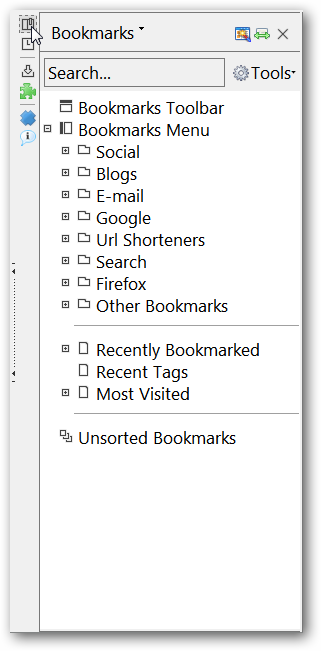 Bookmarks
Search...
Tools
Bookmarks Toolbar
Bookmarks Menu
Social
Blogs
E-mail
Google
Url Shorteners
Search
Firefox
Other Bookmarks
Recently Bookmarked
Recent Tags
Most Visited
Unsorted Bookmarks